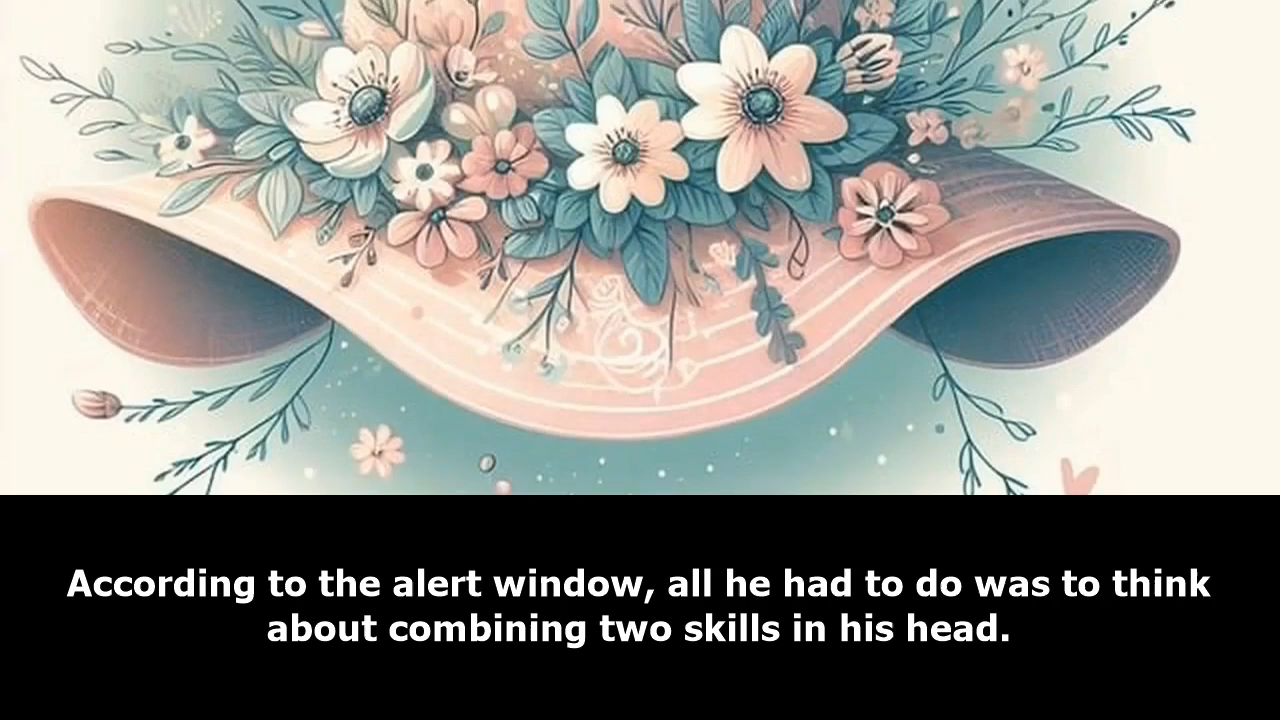 According to the alert window, all he had to do was to think
about combining two skills in his head.